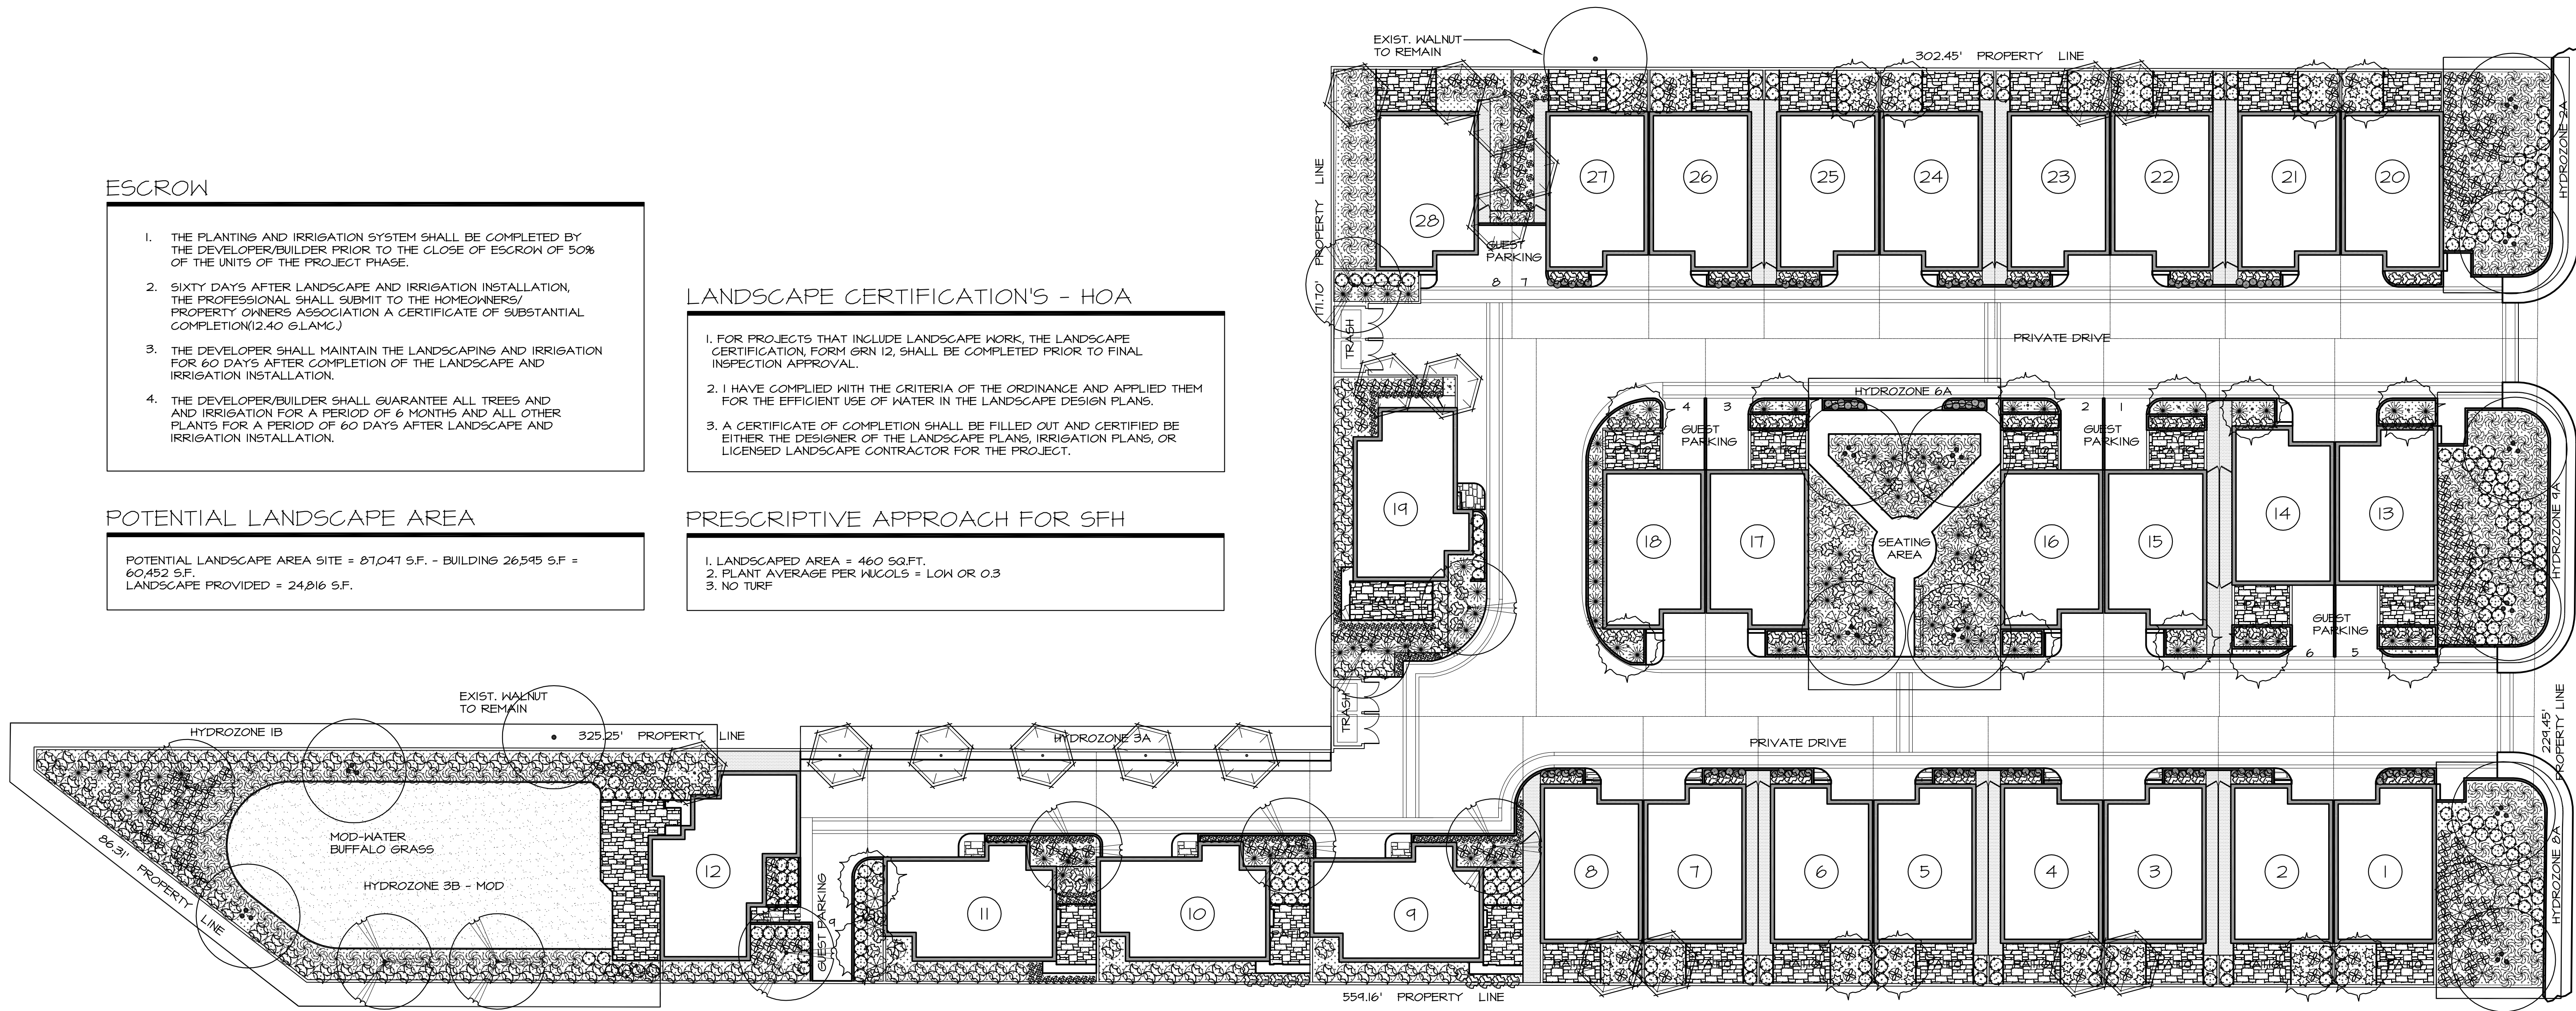 EXIST. WALNUT
TO REMAIN
302.45' PROPERTY LINE
HYDROZONE 2A
171.70' PROPERTY LINE
28
27
26
25
24
23
22
21
20
GUEST
PARKING
8 7
TRASH
PRIVATE DRIVE
ESCROW
1. THE PLANTING AND IRRIGATION SYSTEM SHALL BE COMPLETED BY
THE DEVELOPER/BUILDER PRIOR TO THE CLOSE OF ESCROW OF 50%
OF THE UNITS OF THE PROJECT PHASE.
2. SIXTY DAYS AFTER LANDSCAPE AND IRRIGATION INSTALLATION,
THE PROFESSIONAL SHALL SUBMIT TO THE HOMEOWNERS/
PROPERTY OWNERS ASSOCIATION A CERTIFICATE OF SUBSTANTIAL
COMPLETION(12.40 G.LAMC.)
3. THE DEVELOPER SHALL MAINTAIN THE LANDSCAPING AND IRRIGATION
FOR 60 DAYS AFTER COMPLETION OF THE LANDSCAPE AND
IRRIGATION INSTALLATION.
4. THE DEVELOPER/BUILDER SHALL GUARANTEE ALL TREES AND
AND IRRIGATION FOR A PERIOD OF 6 MONTHS AND ALL OTHER
PLANTS FOR A PERIOD OF 60 DAYS AFTER LANDSCAPE AND
IRRIGATION INSTALLATION.
LANDSCAPE CERTIFICATION'S - HOA
1. FOR PROJECTS THAT INCLUDE LANDSCAPE WORK, THE LANDSCAPE
CERTIFICATION, FORM GRN 12, SHALL BE COMPLETED PRIOR TO FINAL
INSPECTION APPROVAL.
2. I HAVE COMPLIED WITH THE CRITERIA OF THE ORDINANCE AND APPLIED THEM
FOR THE EFFICIENT USE OF WATER IN THE LANDSCAPE DESIGN PLANS.
3. A CERTIFICATE OF COMPLETION SHALL BE FILLED OUT AND CERTIFIED BE
EITHER THE DESIGNER OF THE LANDSCAPE PLANS, IRRIGATION PLANS, OR
LICENSED LANDSCAPE CONTRACTOR FOR THE PROJECT.
POTENTIAL LANDSCAPE AREA
POTENTIAL LANDSCAPE AREA SITE = 87,047 S.F. - BUILDING 26,595 S.F =
60,452 S.F.
LANDSCAPE PROVIDED = 24,816 S.F.
PRESCRIPTIVE APPROACH FOR SFH
1. LANDSCAPED AREA = 460 SQ.FT.
2. PLANT AVERAGE PER WUCOLS = LOW OR 0.3
3. NO TURF
HYDROZONE 6A
4 3
GUEST
PARKING
2 1
GUEST
PARKING
PATIO
PATIO
PATIO
PATIO
19
18
17
SEATING
AREA
16
15
14
13
HYDROZONE 9A
PATIO
PATIO
PATIO
GUEST
PARKING
6 5
TRASH
229.45'
PROPERTY LINE
PRIVATE DRIVE
EXIST. WALNUT
TO REMAIN
HYDROZONE 1B
325.25' PROPERTY LINE
HYDROZONE 3A
MOD-WATER
BUFFALO GRASS
HYDROZONE 3B - MOD
86.31' PROPERTY LINE
12
GUEST PARKING
9
11
10
9
8
7
6
5
4
3
2
1
HYDROZONE 8A
PATIO
PATIO
PATIO
559.16' PROPERTY LINE